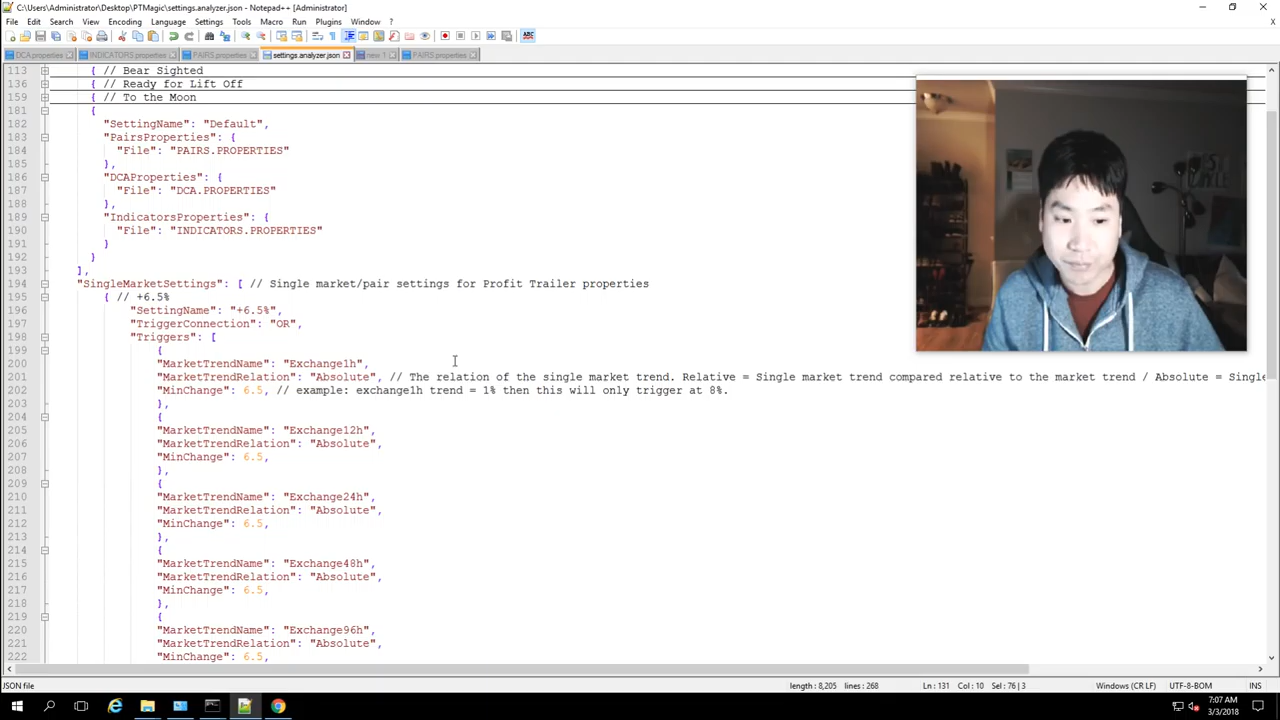 C:\Users\Administrator\Desktop\PTMagic\settings.analyzer.json - Notepad++ [Administrator]
File Edit Search View Encoding Language Settings Tools Macro Run Plugins Window ?
DCA.properties INDICATORS.properties PAIRS.properties settings.analyzer.json new 1 PAIRS.properties
113 { // Bear Sighted
136 { // Ready for Lift Off
159 { // To the Moon
181 {
182 "SettingName": "Default",
183 "PairsProperties": {
184 "File": "PAIRS.PROPERTIES"
185 },
186 "DCAProperties": {
187 "File": "DCA.PROPERTIES"
188 },
189 "IndicatorsProperties": {
190 "File": "INDICATORS.PROPERTIES"
191 }
192 }
193 ],
194 "SingleMarketSettings": [ // Single market/pair settings for Profit Trailer properties
195 { // +6.5%
196 "SettingName": "+6.5%",
197 "TriggerConnection": "OR",
198 "Triggers": [
199 {
200 "MarketTrendName": "Exchange1h",
201 "MarketTrendRelation": "Absolute", // The relation of the single market trend. Relative = Single market trend compared relative to the market trend / Absolute = Single
202 "MinChange": 6.5, // example: exchange1h trend = 1% then this will only trigger at 8%.
203 },
204 {
205 "MarketTrendName": "Exchange12h",
206 "MarketTrendRelation": "Absolute",
207 "MinChange": 6.5,
208 },
209 {
210 "MarketTrendName": "Exchange24h",
211 "MarketTrendRelation": "Absolute",
212 "MinChange": 6.5,
213 },
214 {
215 "MarketTrendName": "Exchange48h",
216 "MarketTrendRelation": "Absolute",
217 "MinChange": 6.5,
218 },
219 {
220 "MarketTrendName": "Exchange96h",
221 "MarketTrendRelation": "Absolute",
222 "MinChange": 6.5,
JSON file length : 8,205 lines : 268 Ln : 131 Col : 10 Sel : 76 | 3 Windows (CR LF) UTF-8-BOM INS
7:07 AM
3/3/2018